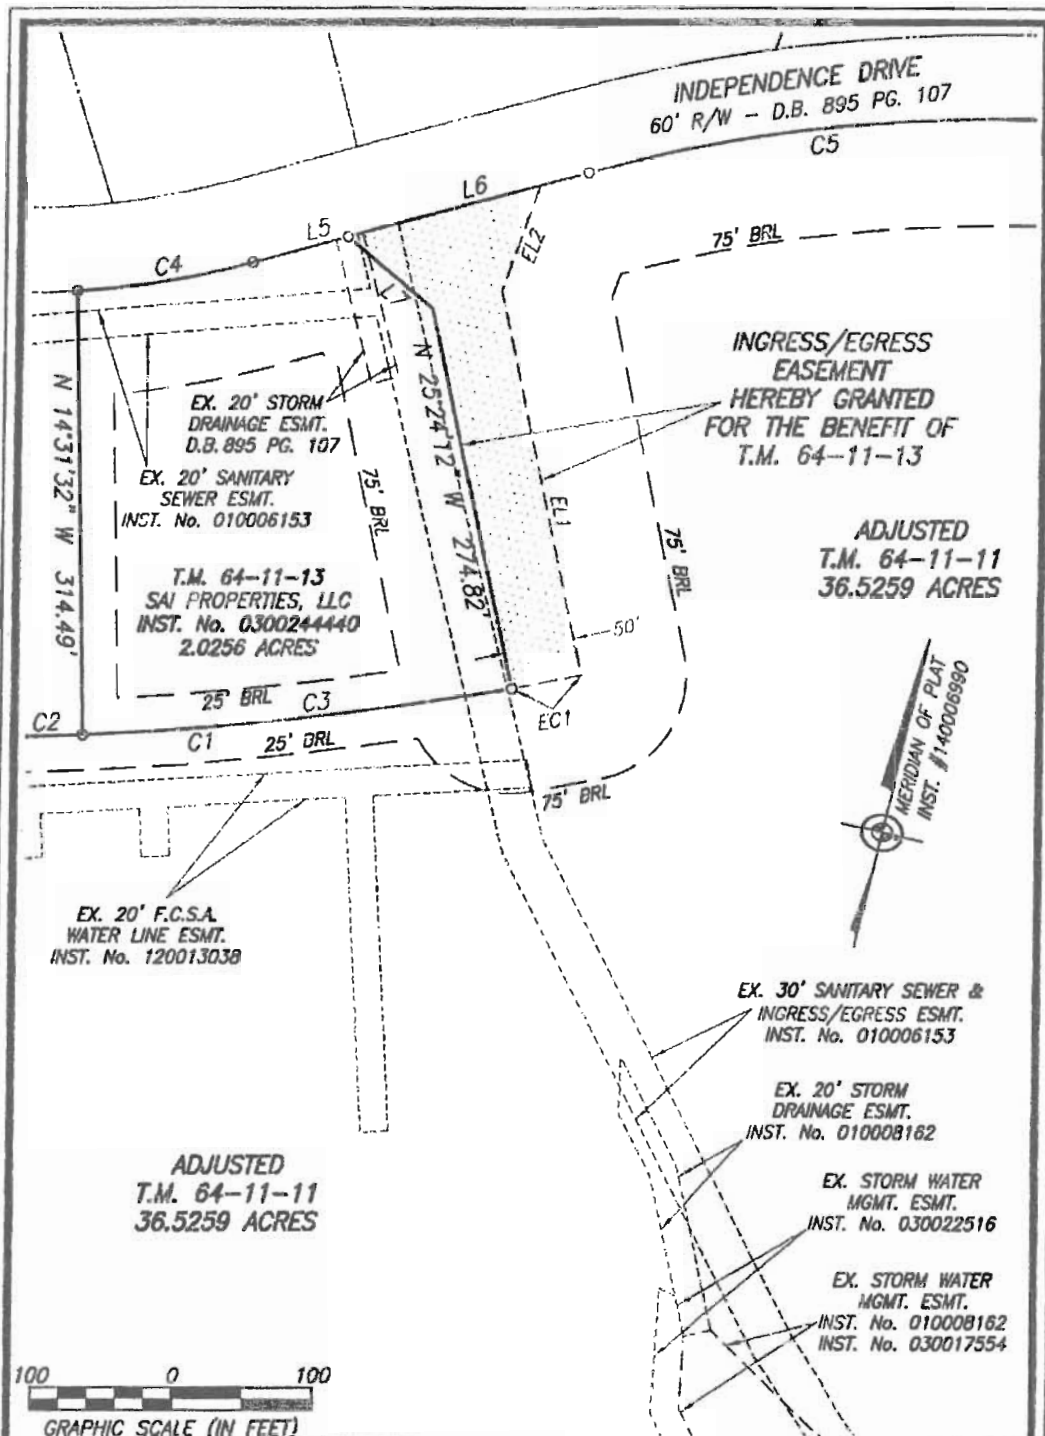 INDEPENDENCE DRIVE
60' R/W - D.B. 895 PG. 107
C5
L6
L5
C4
EL2
75' BRL
INGRESS/EGRESS
EASEMENT
HEREBY GRANTED
FOR THE BENEFIT OF
T.M. 64-11-13
N 25°24'12" W 274.82'
EX. 20' STORM
DRAINAGE ESMT.
D.B. 895 PG. 107
N 14°31'32" W 314.49'
EX. 20' SANITARY
SEWER ESMT.
INST. No. 010006153
75' BRL
EL1
75' BRL
ADJUSTED
T.M. 64-11-11
36.5259 ACRES
T.M. 64-11-13
SAI PROPERTIES, LLC
INST. No. 0300244440
2.0256 ACRES
50'
25' BRL
C3
EC1
C2
C1
25' BRL
75' BRL
MERIDIAN OF PLAT
INST. #140006990
EX. 20' F.C.S.A.
WATER LINE ESMT.
INST. No. 120013038
EX. 30' SANITARY SEWER &
INGRESS/EGRESS ESMT.
INST. No. 010006153
EX. 20' STORM
DRAINAGE ESMT.
INST. No. 010008162
ADJUSTED
T.M. 64-11-11
36.5259 ACRES
EX. STORM WATER
MGMT. ESMT.
INST. No. 030022516
EX. STORM WATER
MGMT. ESMT.
INST. No. 010008162
INST. No. 030017554
100 0 100
GRAPHIC SCALE (IN FEET)